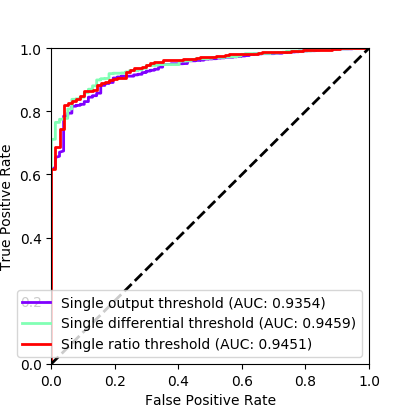 1.0
0.8
0.6
0.4
0.2
0.0
True Positive Rate
Single output threshold (AUC: 0.9354)
Single differential threshold (AUC: 0.9459)
Single ratio threshold (AUC: 0.9451)
0.0 0.2 0.4 0.6 0.8 1.0
False Positive Rate